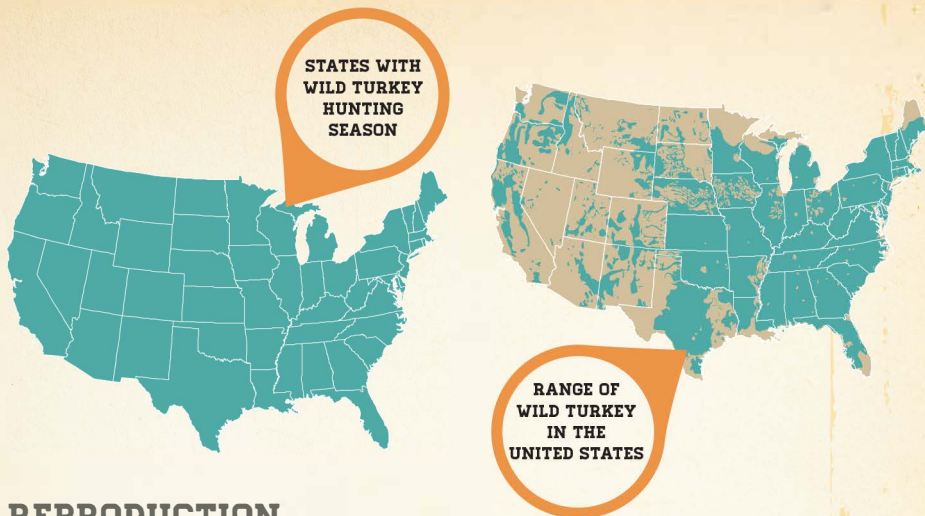 STATES WITH
WILD TURKEY
HUNTING
SEASON
RANGE OF
WILD TURKEY
IN THE
UNITED STATES
REPRODUCTION